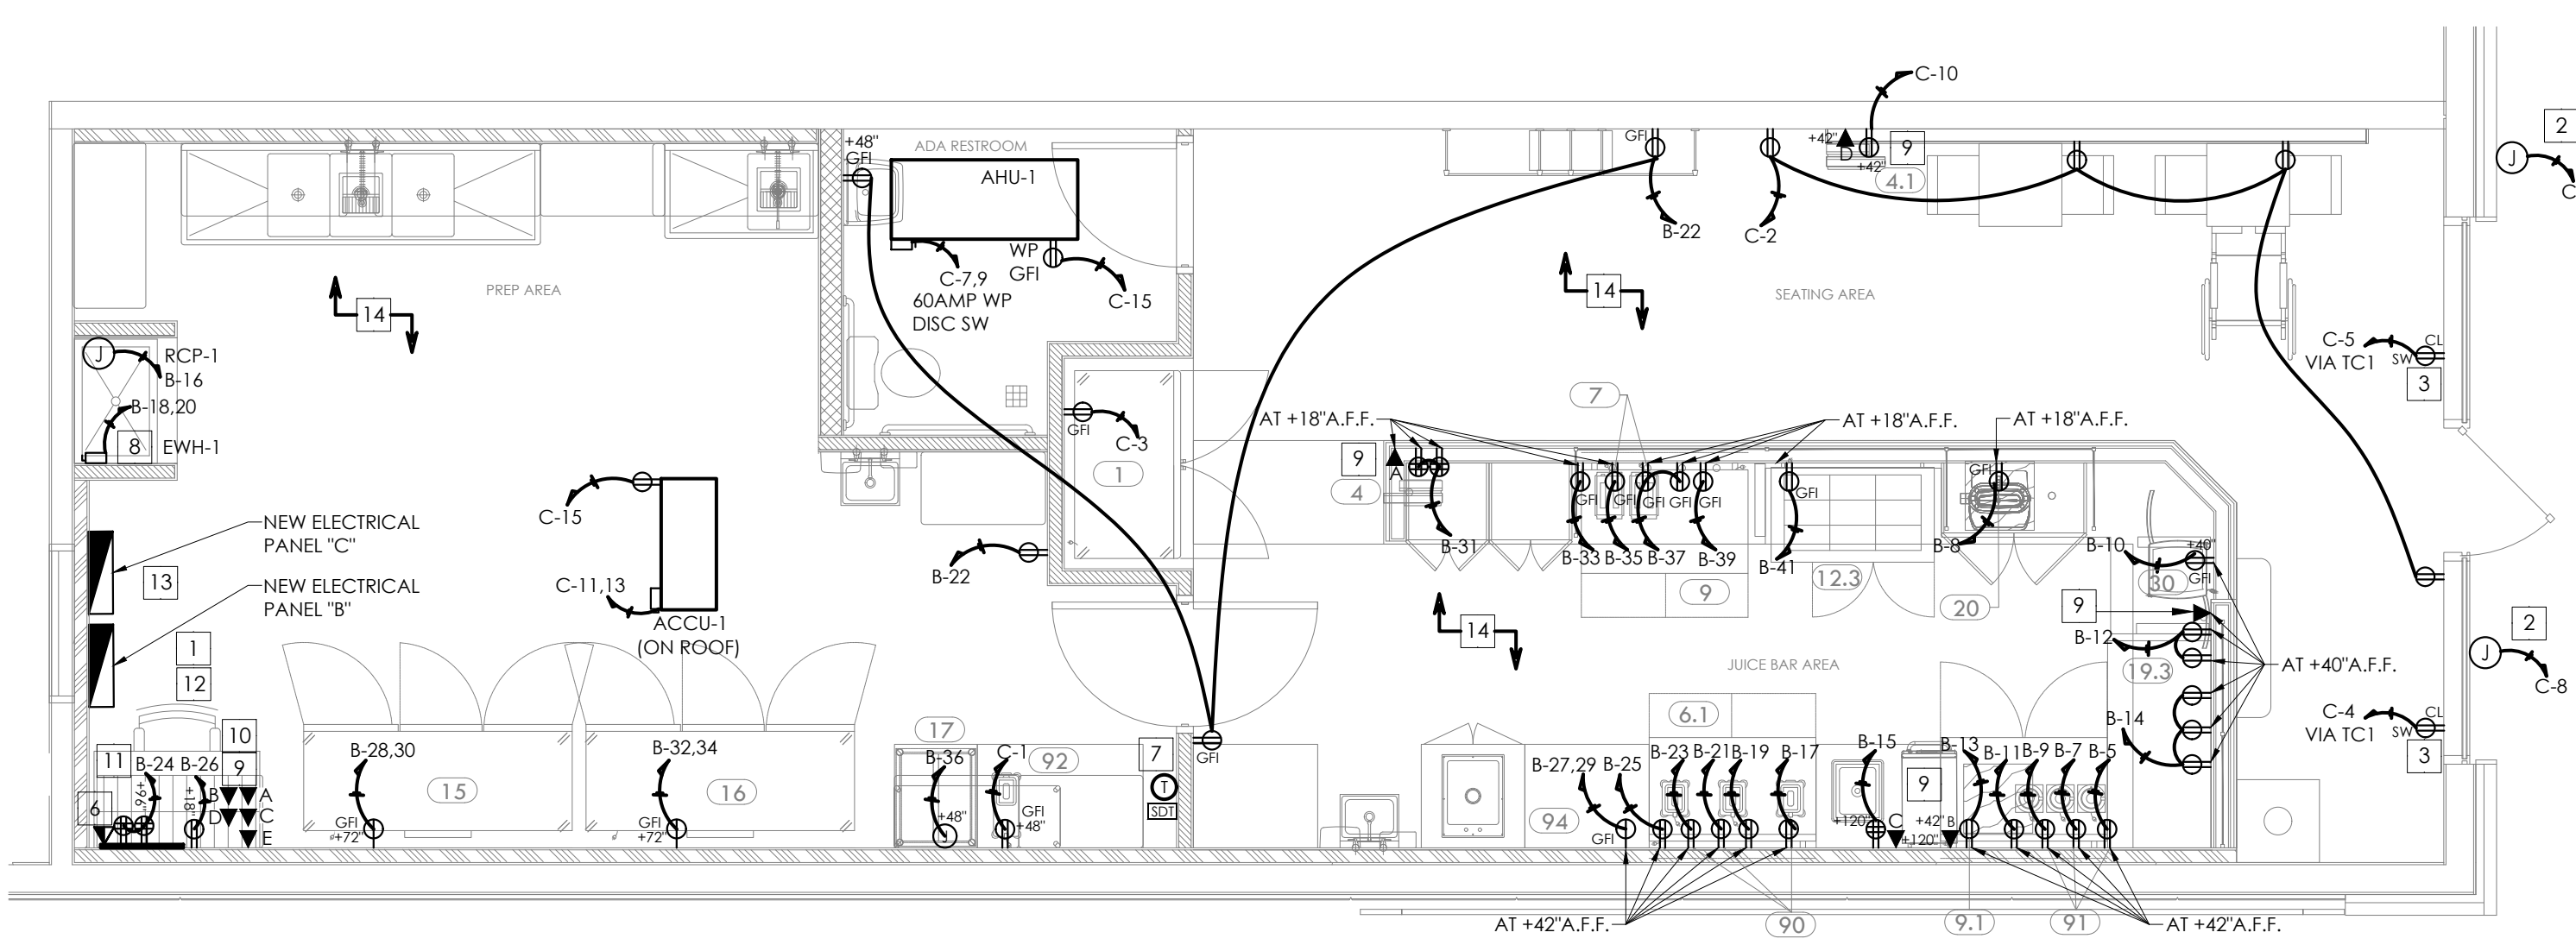 C-10
2
J
C
+48"
GFI
ADA RESTROOM
AHU-1
WP
GFI
C-7,9
60AMP WP
DISC SW
C-15
GFI
B-22
C-2
+42"
D
+42"
9
4.1
PREP AREA
14
14
SEATING AREA
C-5
VIA TC1
CL
SW
3
J
RCP-1
B-16
B-18,20
8
EWH-1
GFI
C-3
1
AT +18"A.F.F.
7
AT +18"A.F.F.
AT +18"A.F.F.
9
A
4
B-31
GFI
GFI
GFI
GFI
GFI
B-33
B-35
B-37
B-39
9
GFI
B-41
12.3
GFI
B-8
20
B-10
+40"
GFI
30
9
B-12
19.3
B-14
AT +40"A.F.F.
C-15
NEW ELECTRICAL
PANEL "C"
13
NEW ELECTRICAL
PANEL "B"
C-11,13
ACCU-1
(ON ROOF)
B-22
1
12
14
JUICE BAR AREA
2
J
C-8
C-4
VIA TC1
CL
SW
3
10
9
11
B-24
B-26
+96"
+18"
6
B
A
D
C
E
B-28,30
15
GFI
+72"
B-32,34
16
GFI
+72"
17
B-36
+48"
J
C-1
92
GFI
+48"
7
T
SDT
GFI
6.1
B-27,29
B-25
94
GFI
B-23
B-21
B-19
B-17
B-15
+120"
C
9
+42"
B
+120"
B-13
B-11
B-9
B-7
B-5
AT +42"A.F.F.
90
9.1
91
AT +42"A.F.F.